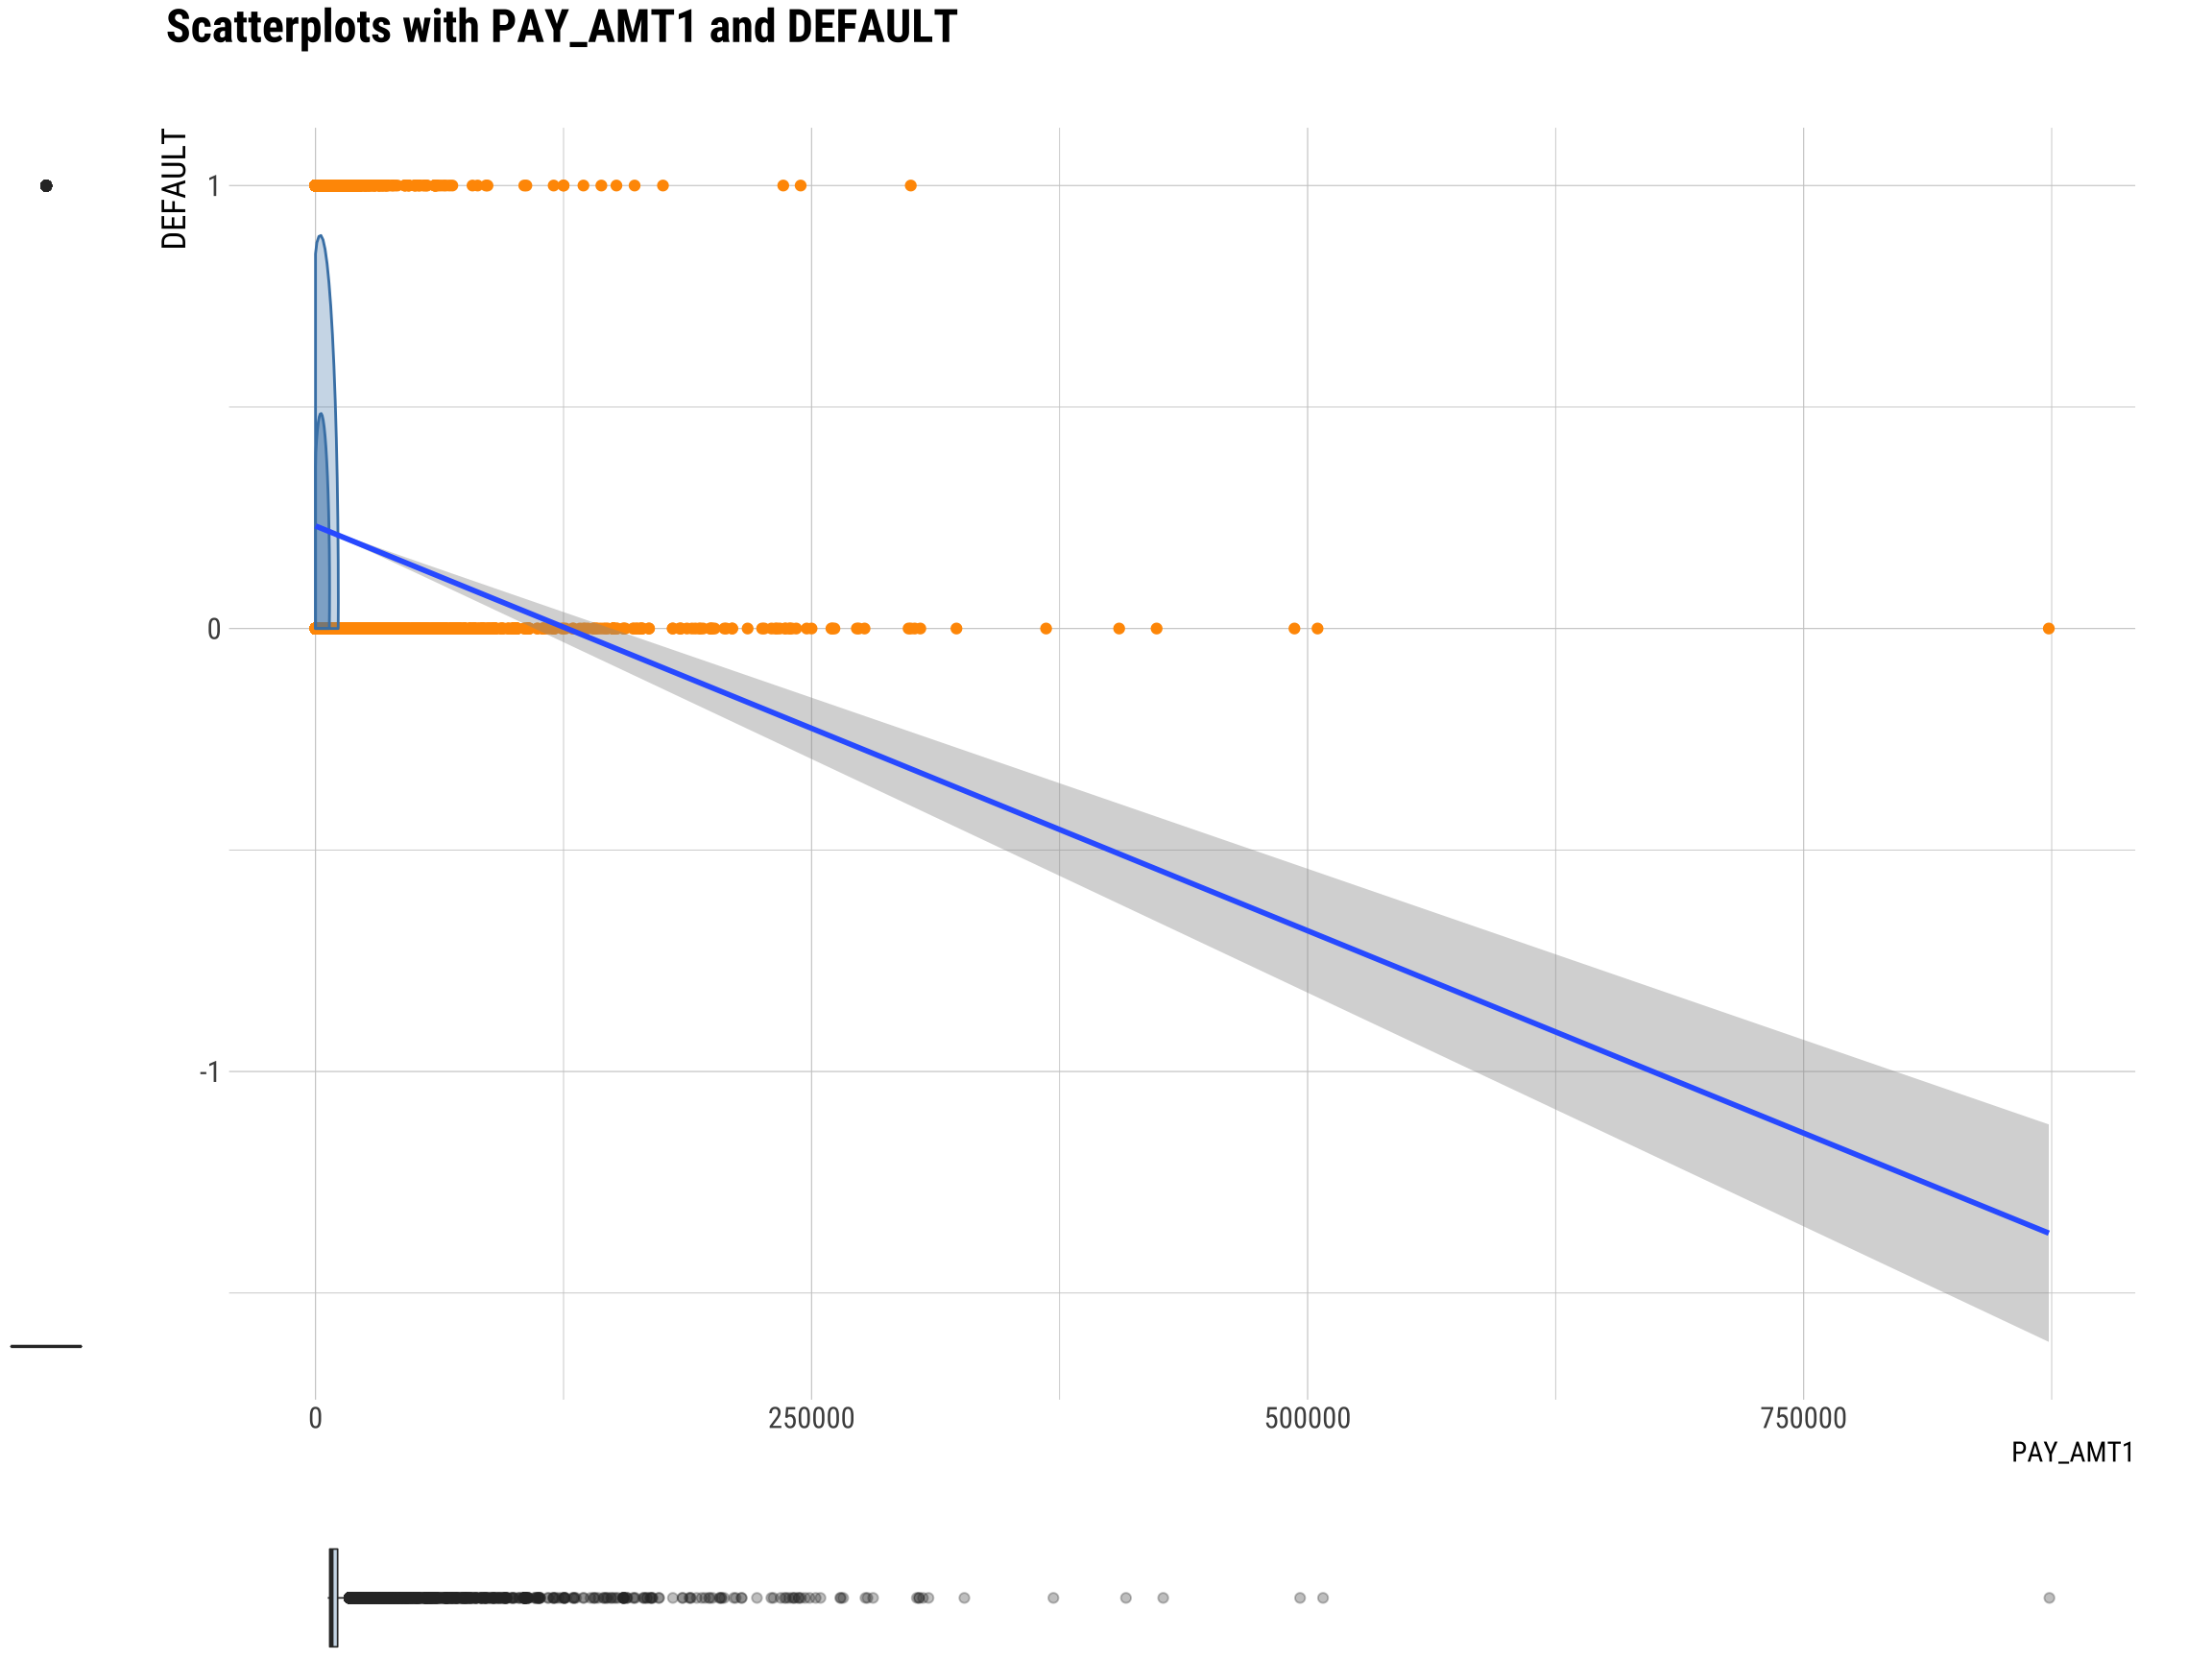 Scatterplots with PAY_AMT1 and DEFAULT
DEFAULT
1
0
-1
0 250000 500000 750000
PAY_AMT1